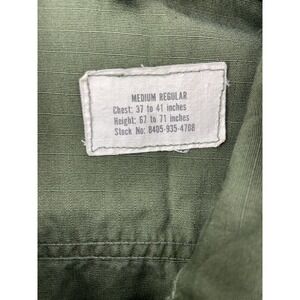 MEDIUM REGULAR
Chest: 37 to 41 inches
Height: 67 to 71 inches
Stock No: 8405-935-4708